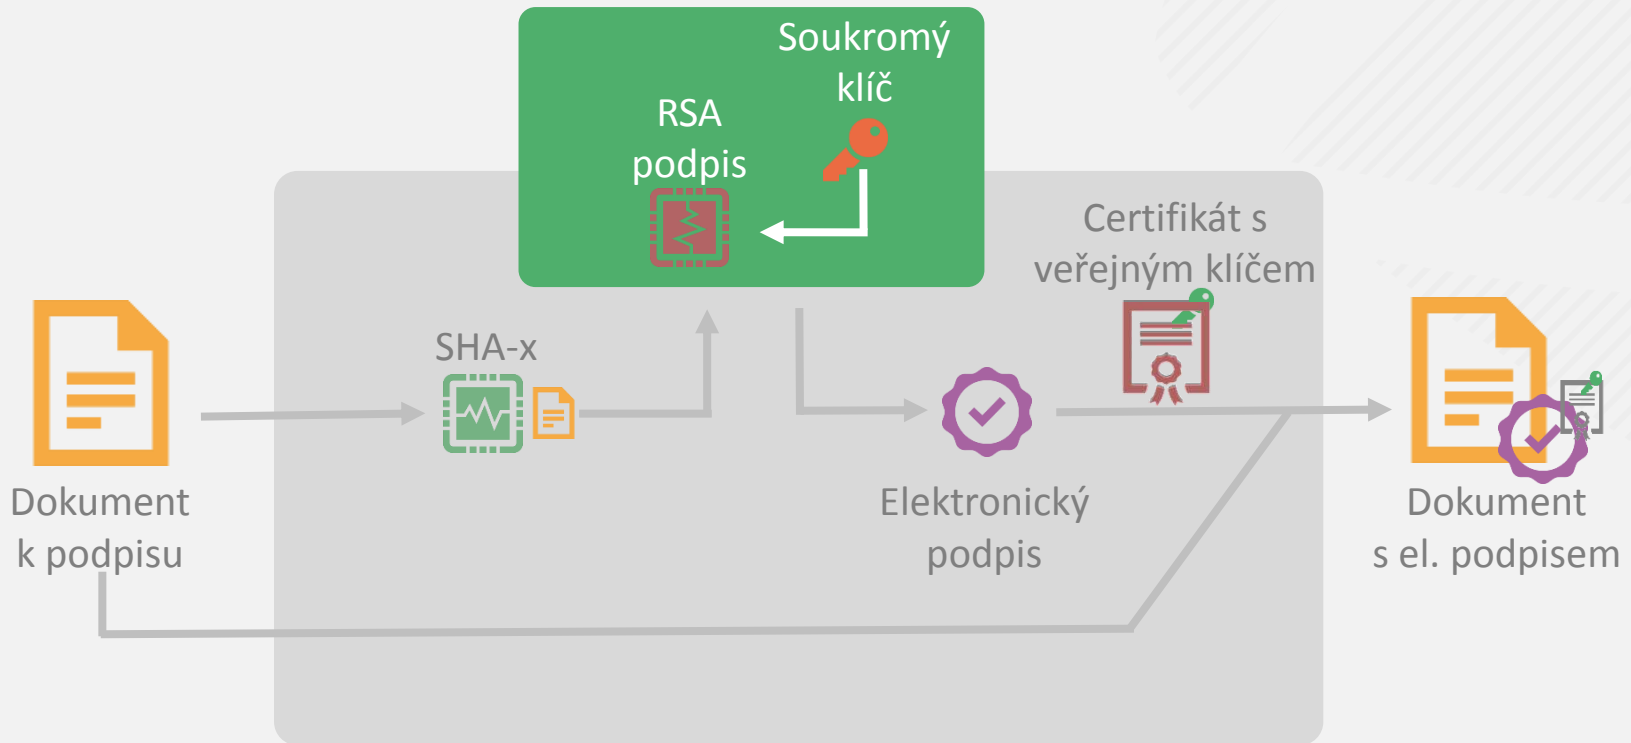 Soukromý
klíč
RSA
podpis
Certifikát s
veřejným klíčem
SHA-x
Dokument
k podpisu
Elektronický
podpis
Dokument
s el. podpisem